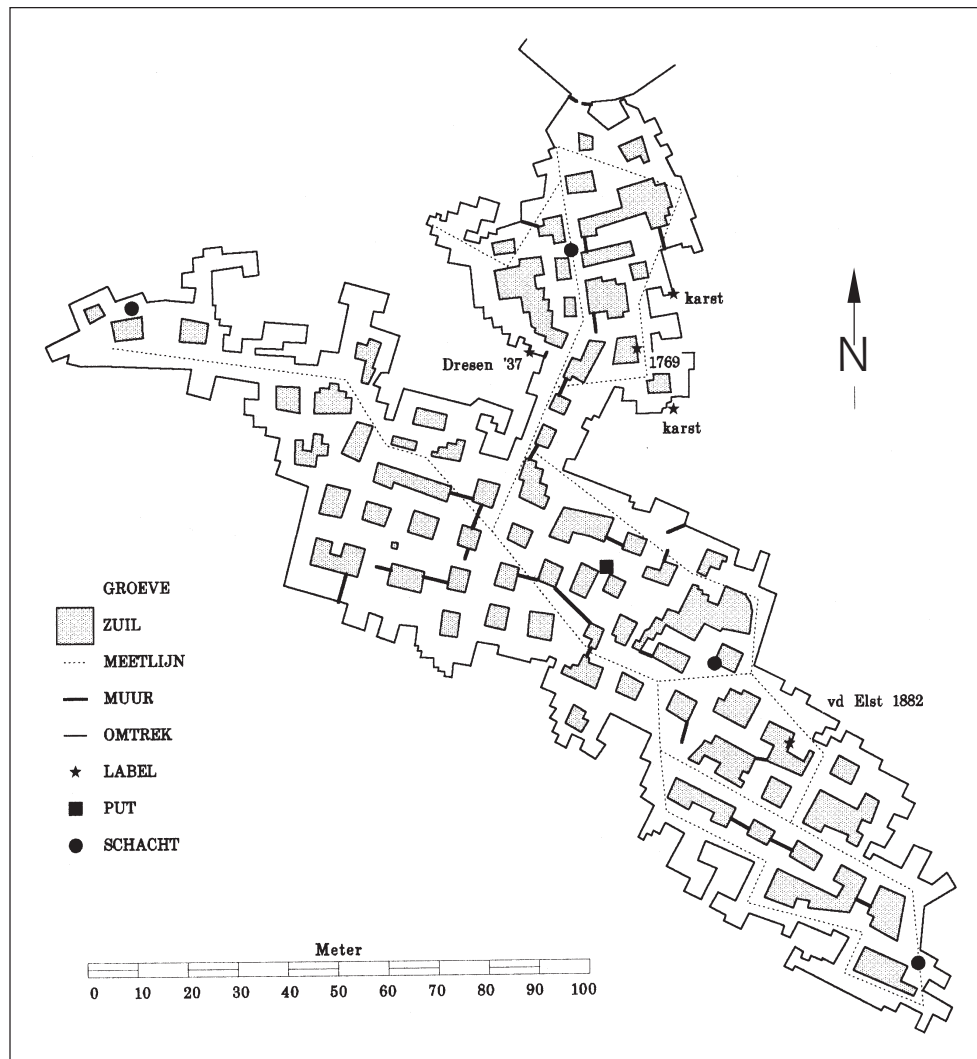 karst
Dresen '37
1769
karst
N
vd Elst 1882
GROEVE
ZUIL
MEETLIJN
MUUR
OMTREK
LABEL
PUT
SCHACHT
Meter
0 10 20 30 40 50 60 70 80 90 100